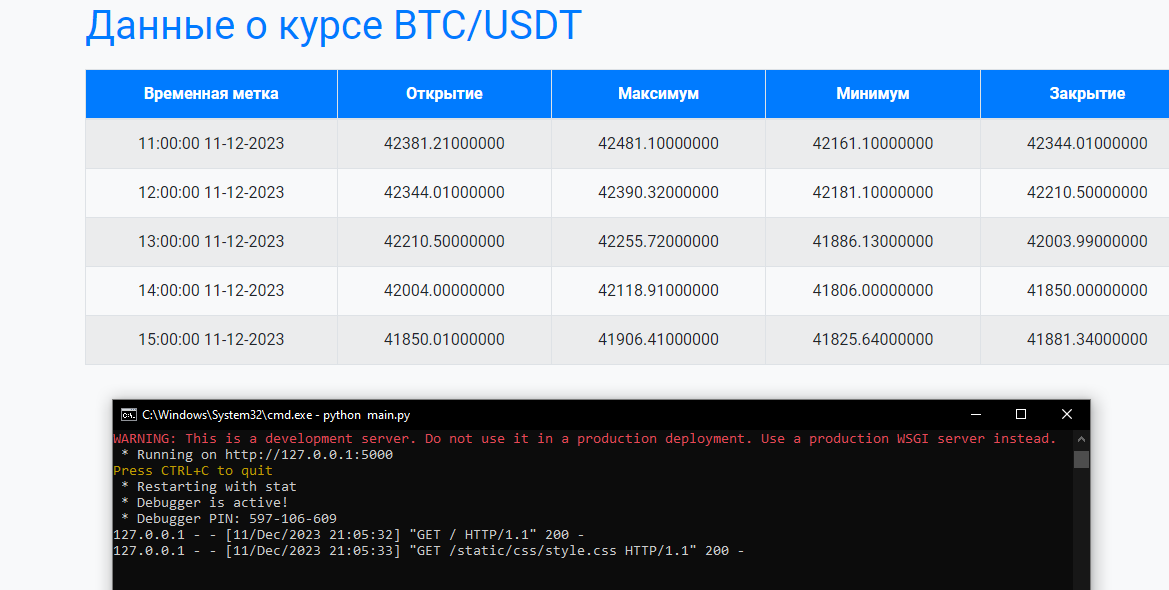 Данные о курсе BTC/USDT
Временная метка Открытие Максимум Минимум Закрытие
11:00:00 11-12-2023 42381.21000000 42481.10000000 42161.10000000 42344.01000000
12:00:00 11-12-2023 42344.01000000 42390.32000000 42181.10000000 42210.50000000
13:00:00 11-12-2023 42210.50000000 42255.72000000 41886.13000000 42003.99000000
14:00:00 11-12-2023 42004.00000000 42118.91000000 41806.00000000 41850.00000000
15:00:00 11-12-2023 41850.01000000 41906.41000000 41825.64000000 41881.34000000
C:\Windows\System32\cmd.exe - python  main.py
WARNING: This is a development server. Do not use it in a production deployment. Use a production WSGI server instead.
 * Running on http://127.0.0.1:5000
Press CTRL+C to quit
 * Restarting with stat
 * Debugger is active!
 * Debugger PIN: 597-106-609
127.0.0.1 - - [11/Dec/2023 21:05:32] "GET / HTTP/1.1" 200 -
127.0.0.1 - - [11/Dec/2023 21:05:33] "GET /static/css/style.css HTTP/1.1" 200 -